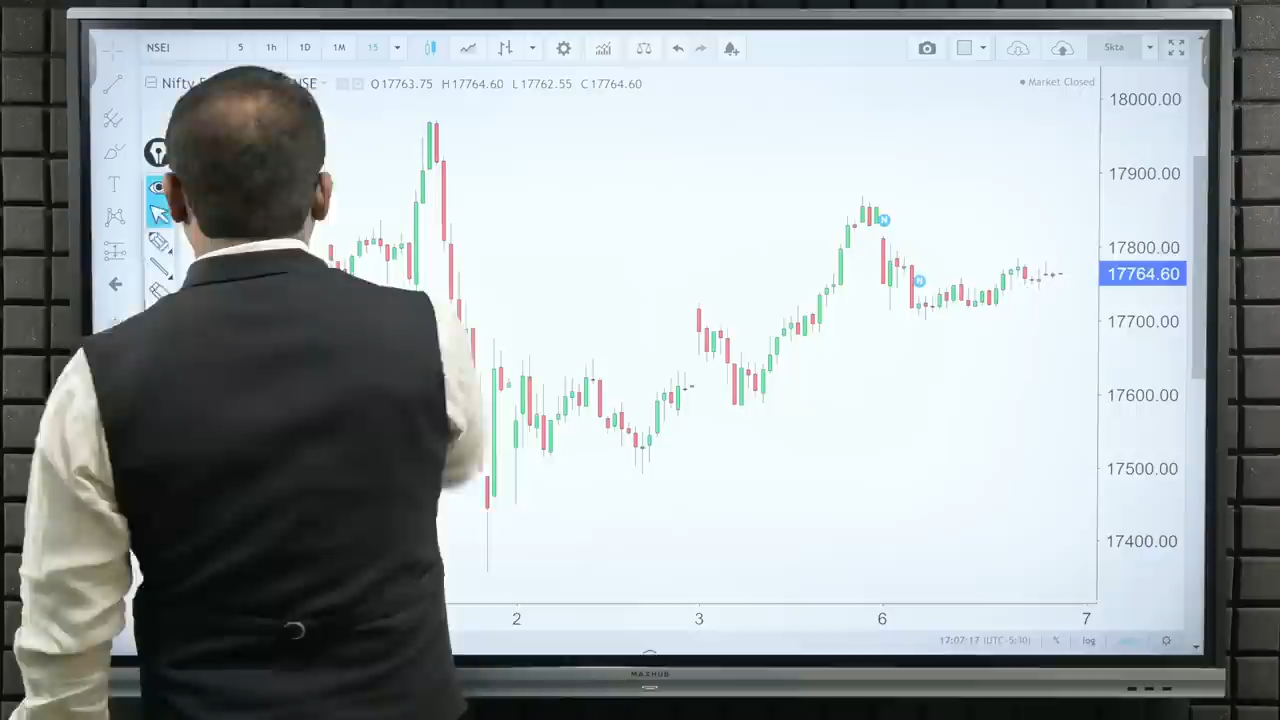 NSEI 5 1h 1D 1M 15 5kta
Nifty NSE O17763.75 H17764.60 L17762.55 C17764.60 Market Closed
18000.00
17900.00
17800.00
17764.60
17700.00
17600.00
17500.00
17400.00
2 3 6 7
17:07:17 (UTC+5:30) % log
MAXHUB